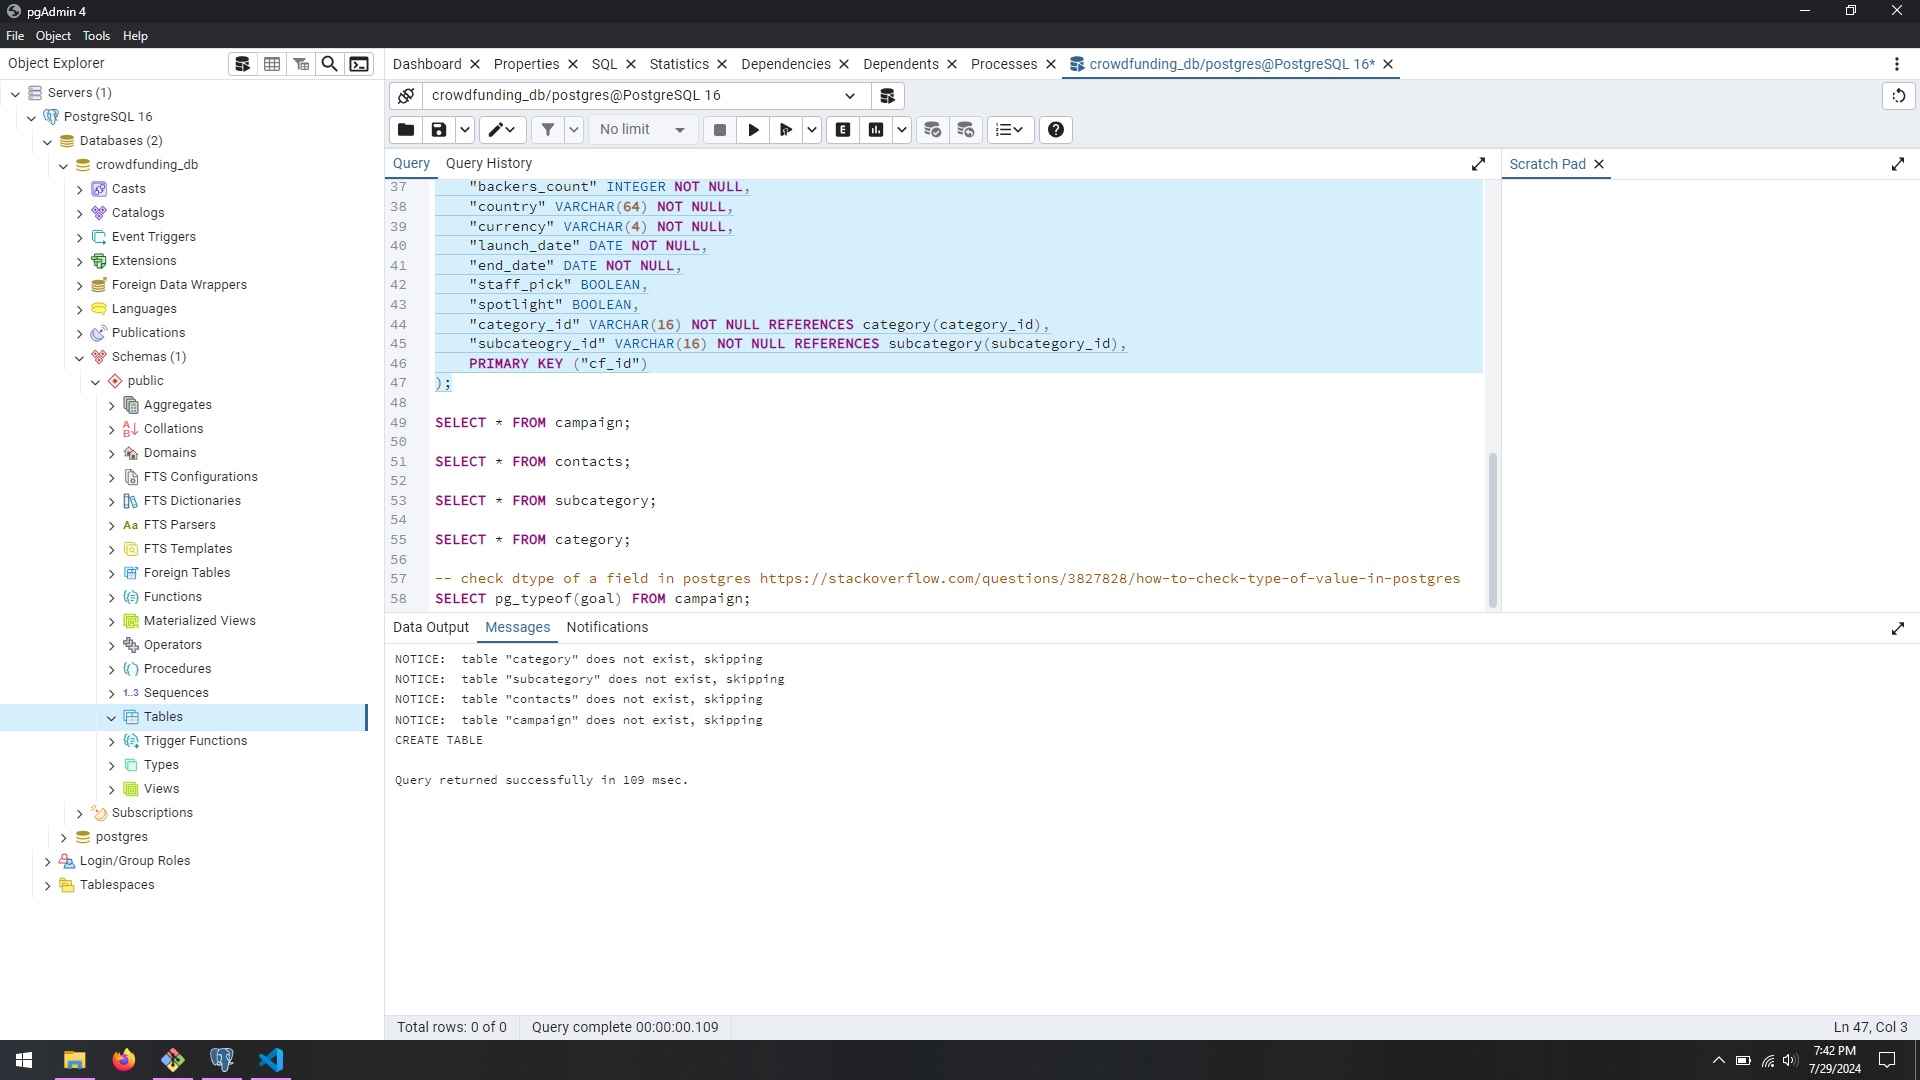 pgAdmin 4
File Object Tools Help
Object Explorer
Dashboard Properties SQL Statistics Dependencies Dependents Processes crowdfunding_db/postgres@PostgreSQL 16*
Servers (1)
PostgreSQL 16
Databases (2)
crowdfunding_db
Casts
Catalogs
Event Triggers
Extensions
Foreign Data Wrappers
Languages
Publications
Schemas (1)
public
Aggregates
Collations
Domains
FTS Configurations
FTS Dictionaries
Aa FTS Parsers
FTS Templates
Foreign Tables
Functions
Materialized Views
Operators
Procedures
1..3 Sequences
Tables
Trigger Functions
Types
Views
Subscriptions
postgres
Login/Group Roles
Tablespaces
crowdfunding_db/postgres@PostgreSQL 16
No limit
E
Query Query History
37 "backers_count" INTEGER NOT NULL,
38 "country" VARCHAR(64) NOT NULL,
39 "currency" VARCHAR(4) NOT NULL,
40 "launch_date" DATE NOT NULL,
41 "end_date" DATE NOT NULL,
42 "staff_pick" BOOLEAN,
43 "spotlight" BOOLEAN,
44 "category_id" VARCHAR(16) NOT NULL REFERENCES category(category_id),
45 "subcateogry_id" VARCHAR(16) NOT NULL REFERENCES subcategory(subcategory_id),
46 PRIMARY KEY ("cf_id")
47 );
48
49 SELECT * FROM campaign;
50
51 SELECT * FROM contacts;
52
53 SELECT * FROM subcategory;
54
55 SELECT * FROM category;
56
57 -- check dtype of a field in postgres https://stackoverflow.com/questions/3827828/how-to-check-type-of-value-in-postgres
58 SELECT pg_typeof(goal) FROM campaign;
Scratch Pad
Data Output Messages Notifications
NOTICE: table "category" does not exist, skipping
NOTICE: table "subcategory" does not exist, skipping
NOTICE: table "contacts" does not exist, skipping
NOTICE: table "campaign" does not exist, skipping
CREATE TABLE
Query returned successfully in 109 msec.
Total rows: 0 of 0 Query complete 00:00:00.109 Ln 47, Col 3
7:42 PM
7/29/2024